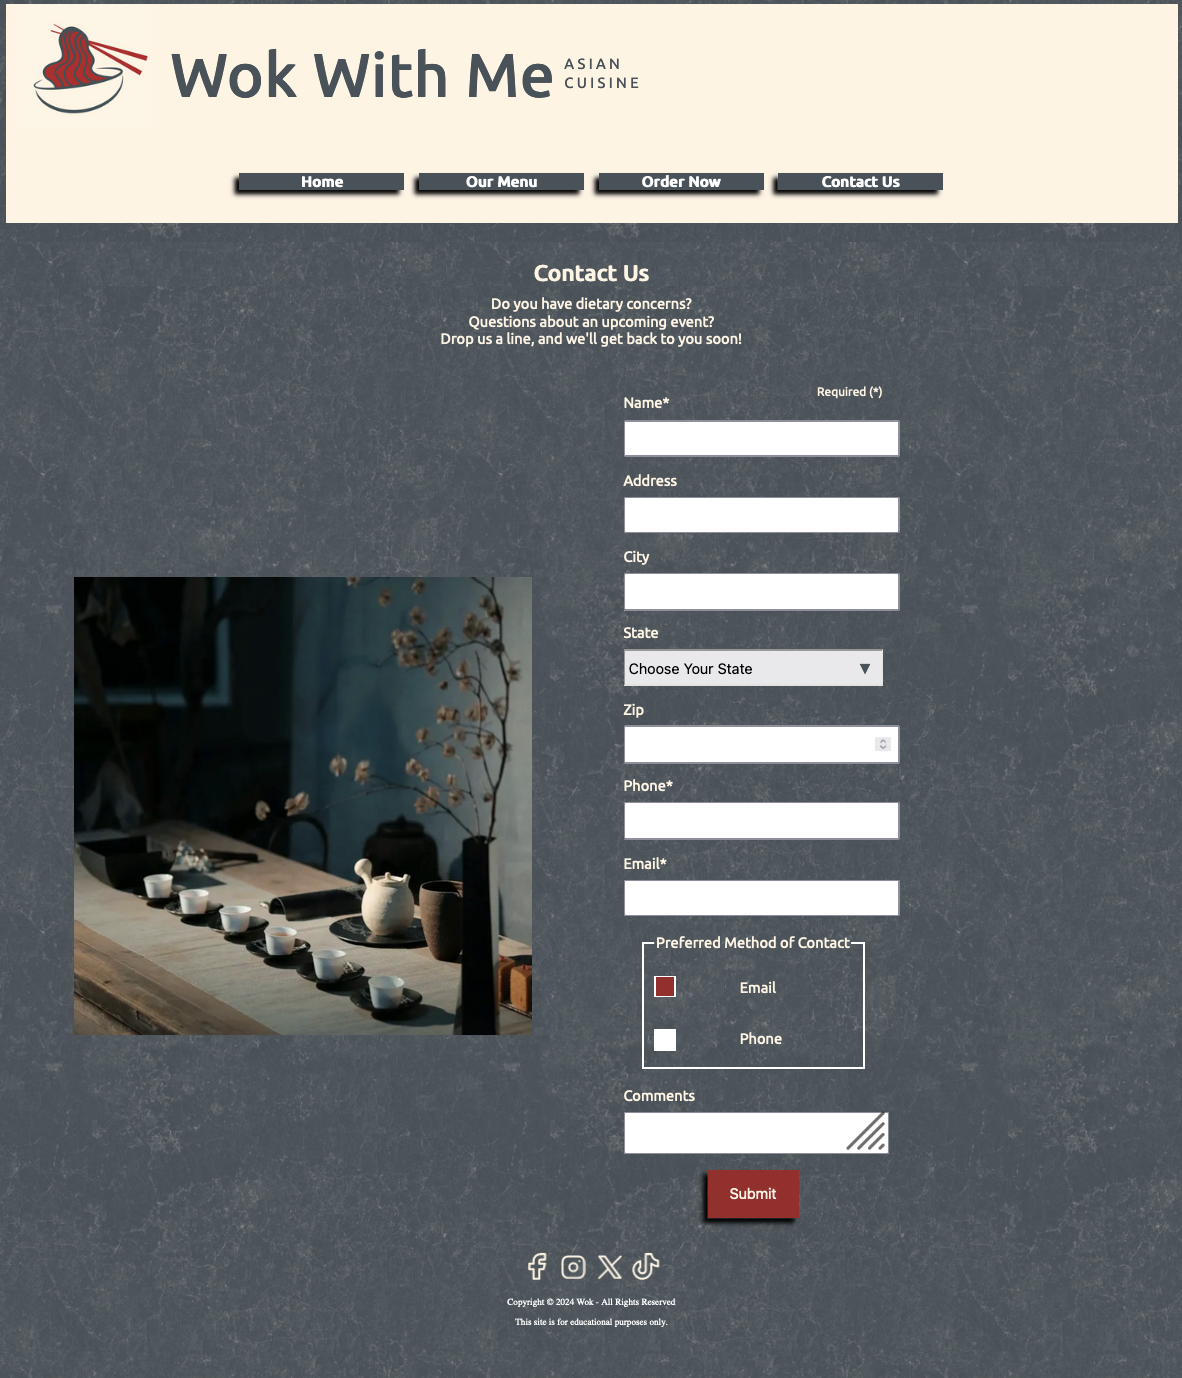 Wok With Me
ASIAN
CUISINE
Home
Our Menu
Order Now
Contact Us
Contact Us
Do you have dietary concerns?
Questions about an upcoming event?
Drop us a line, and we'll get back to you soon!
Required (*)
Name*
Address
City
State
Choose Your State
Zip
Phone*
Email*
Preferred Method of Contact
Email
Phone
Comments
Submit
Copyright © 2024 Wok - All Rights Reserved
This site is for educational purposes only.